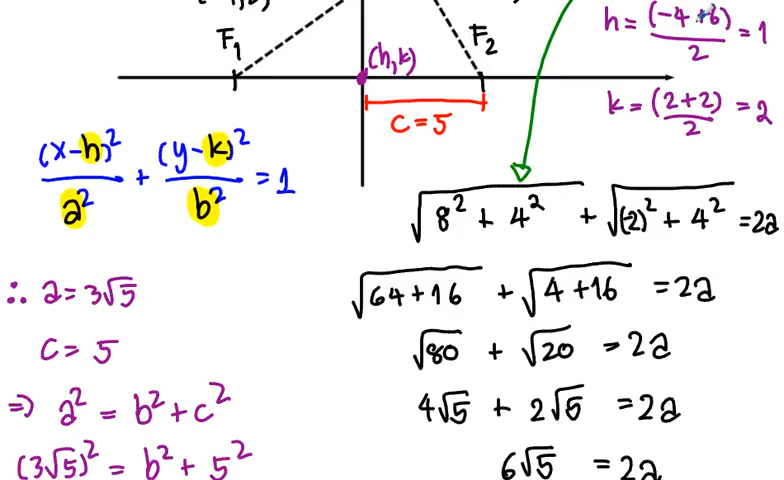 h = (-4+6)/2 = 1
F₁
F₂
(h,k)
k = (2+2)/2 = 2
c = 5
(x-h)²/a² + (y-k)²/b² = 1
√(8² + 4²) + √((-2)² + 4²) = 2a
∴ a = 3√5
√(64+16) + √(4+16) = 2a
c = 5
√80 + √20 = 2a
⇒ a² = b² + c²
4√5 + 2√5 = 2a
(3√5)² = b² + 5²
6√5 = 2a